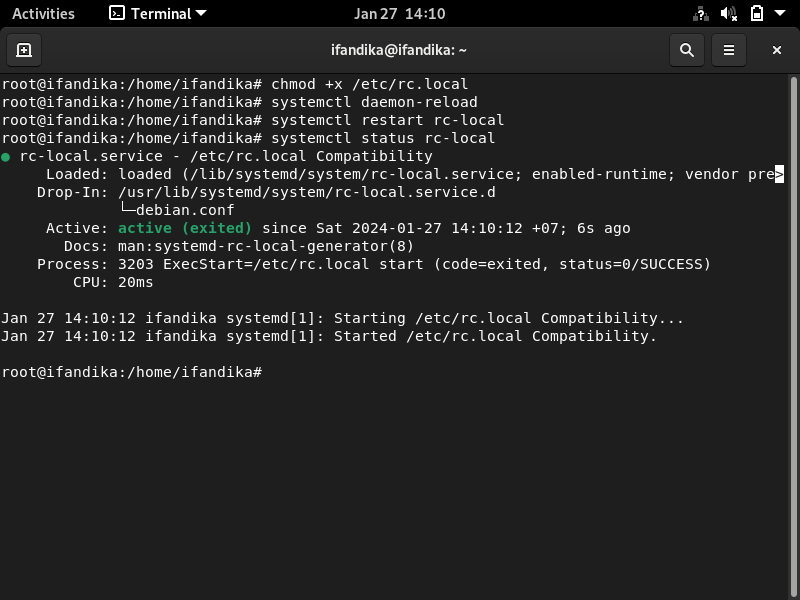 Activities Terminal Jan 27 14:10
ifandika@ifandika: ~
root@ifandika:/home/ifandika# chmod +x /etc/rc.local
root@ifandika:/home/ifandika# systemctl daemon-reload
root@ifandika:/home/ifandika# systemctl restart rc-local
root@ifandika:/home/ifandika# systemctl status rc-local
● rc-local.service - /etc/rc.local Compatibility
     Loaded: loaded (/lib/systemd/system/rc-local.service; enabled-runtime; vendor pre>
    Drop-In: /usr/lib/systemd/system/rc-local.service.d
             └─debian.conf
     Active: active (exited) since Sat 2024-01-27 14:10:12 +07; 6s ago
       Docs: man:systemd-rc-local-generator(8)
    Process: 3203 ExecStart=/etc/rc.local start (code=exited, status=0/SUCCESS)
        CPU: 20ms
Jan 27 14:10:12 ifandika systemd[1]: Starting /etc/rc.local Compatibility...
Jan 27 14:10:12 ifandika systemd[1]: Started /etc/rc.local Compatibility.
root@ifandika:/home/ifandika#